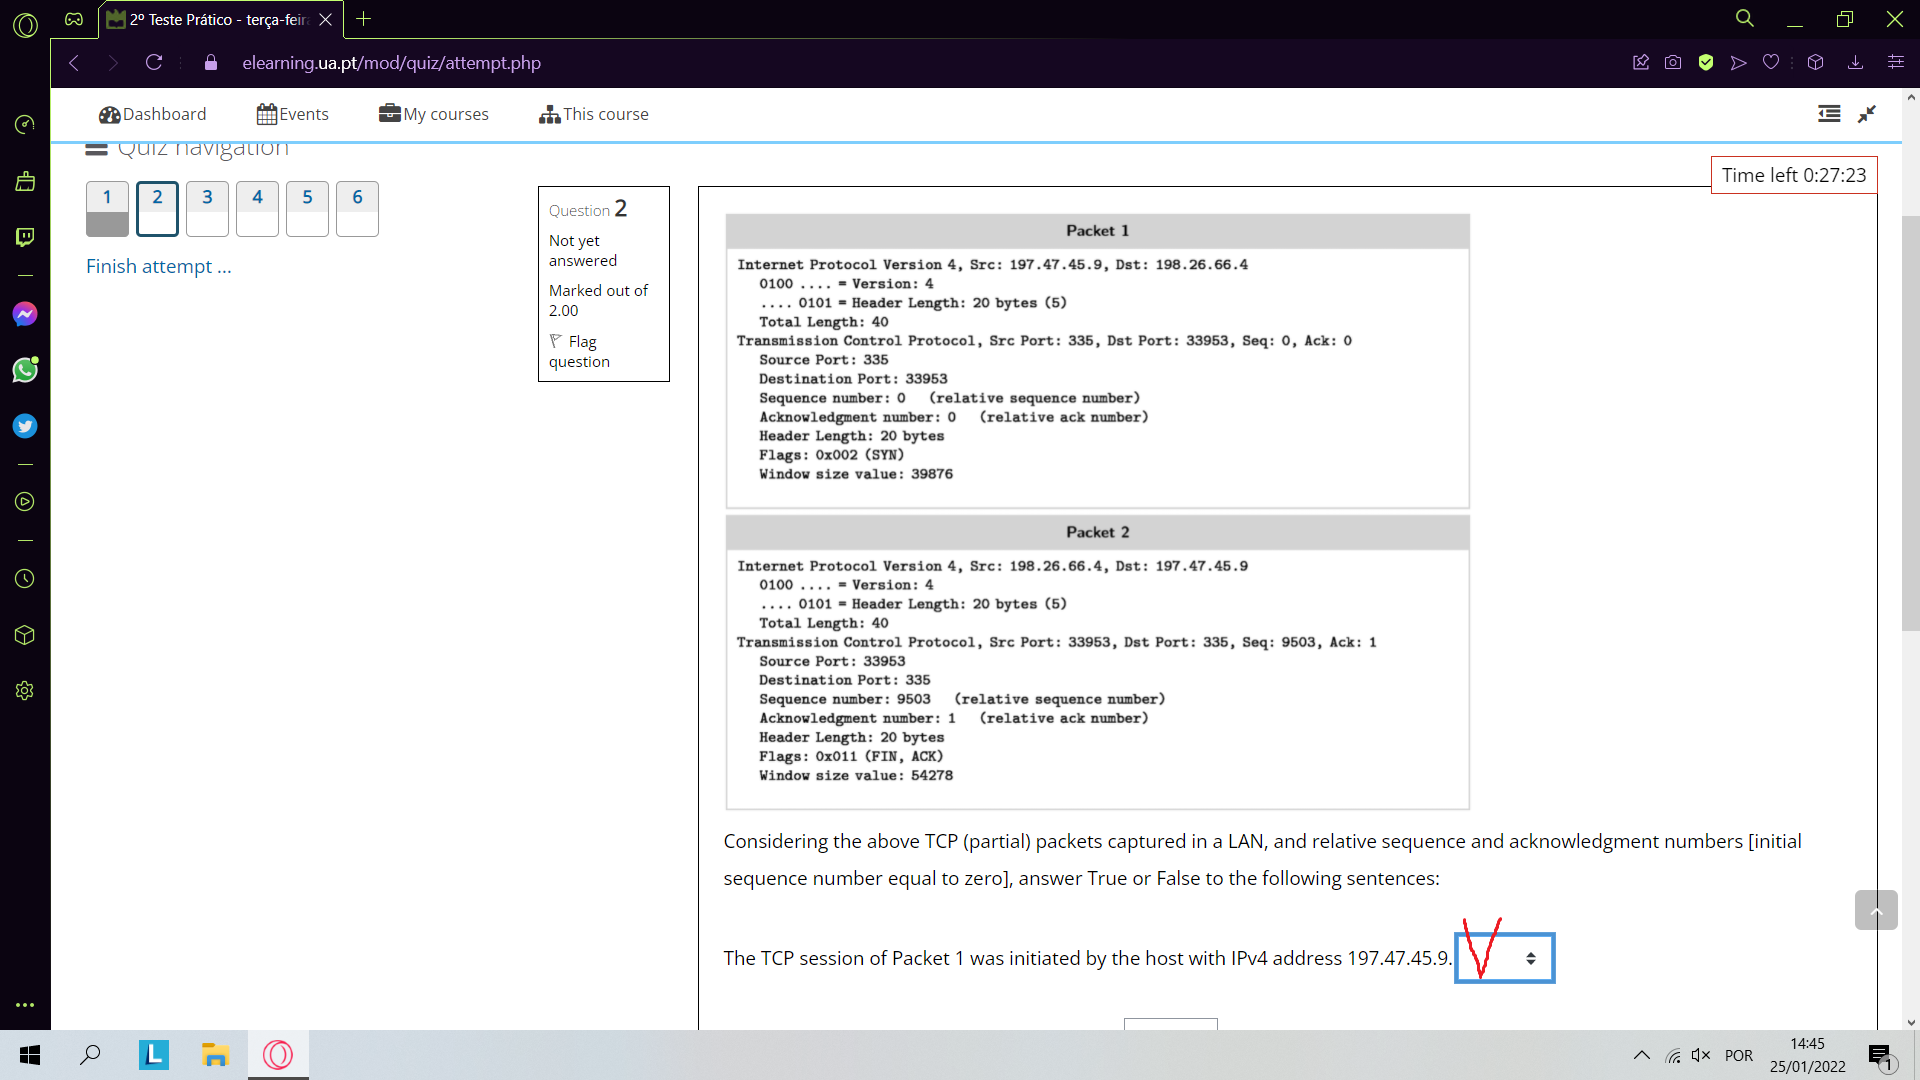 2º Teste Prático - terça-feir
elearning.ua.pt/mod/quiz/attempt.php
Dashboard
Events
My courses
This course
Quiz navigation
Time left 0:27:23
1
2
3
4
5
6
Finish attempt ...
Question 2
Not yet
answered
Marked out of
2.00
Flag
question
Packet 1
Internet Protocol Version 4, Src: 197.47.45.9, Dst: 198.26.66.4
0100 .... = Version: 4
.... 0101 = Header Length: 20 bytes (5)
Total Length: 40
Transmission Control Protocol, Src Port: 335, Dst Port: 33953, Seq: 0, Ack: 0
Source Port: 335
Destination Port: 33953
Sequence number: 0 (relative sequence number)
Acknowledgment number: 0 (relative ack number)
Header Length: 20 bytes
Flags: 0x002 (SYN)
Window size value: 39876
Packet 2
Internet Protocol Version 4, Src: 198.26.66.4, Dst: 197.47.45.9
0100 .... = Version: 4
.... 0101 = Header Length: 20 bytes (5)
Total Length: 40
Transmission Control Protocol, Src Port: 33953, Dst Port: 335, Seq: 9503, Ack: 1
Source Port: 33953
Destination Port: 335
Sequence number: 9503 (relative sequence number)
Acknowledgment number: 1 (relative ack number)
Header Length: 20 bytes
Flags: 0x011 (FIN, ACK)
Window size value: 54278
Considering the above TCP (partial) packets captured in a LAN, and relative sequence and acknowledgment numbers [initial
sequence number equal to zero], answer True or False to the following sentences:
The TCP session of Packet 1 was initiated by the host with IPv4 address 197.47.45.9. V
L
POR
14:45
25/01/2022
1